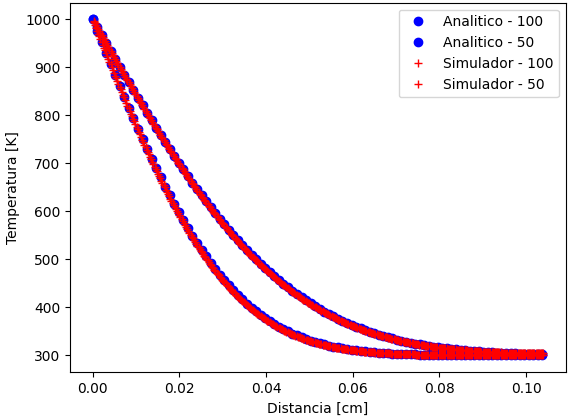 1000
900
800
700
600
500
400
300
Temperatura [K]
Analitico - 100
Analitico - 50
Simulador - 100
Simulador - 50
0.00
0.02
0.04
0.06
0.08
0.10
Distancia [cm]